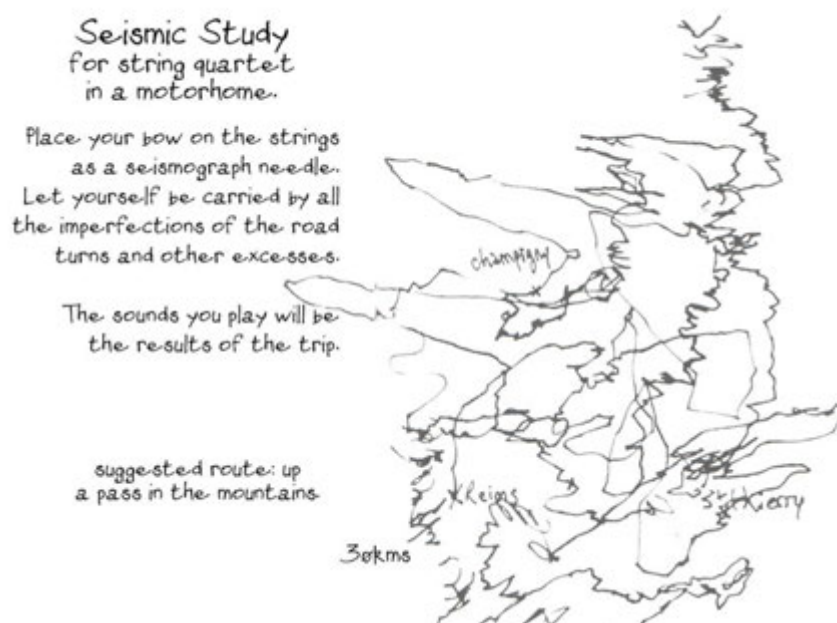 Seismic Study
for string quartet
in a motorhome.
Place your bow on the strings
as a seismograph needle.
Let yourself be carried by all
the imperfections of the road
turns and other excesses.
The sounds you play will be
the results of the trip.
suggested route: up
a pass in the mountains.
champigny
Reims
thierry
30kms